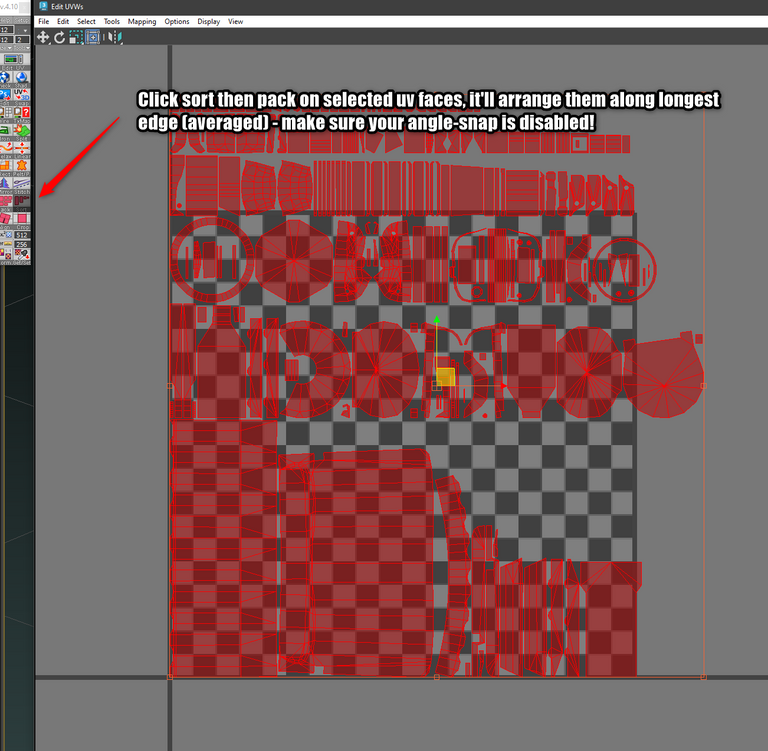 v.4.10
Edit UVWs
File Edit Select Tools Mapping Options Display View
12
12 2
Click sort then pack on selected uv faces, it'll arrange them along longest
edge (averaged) - make sure your angle-snap is disabled!
512
256